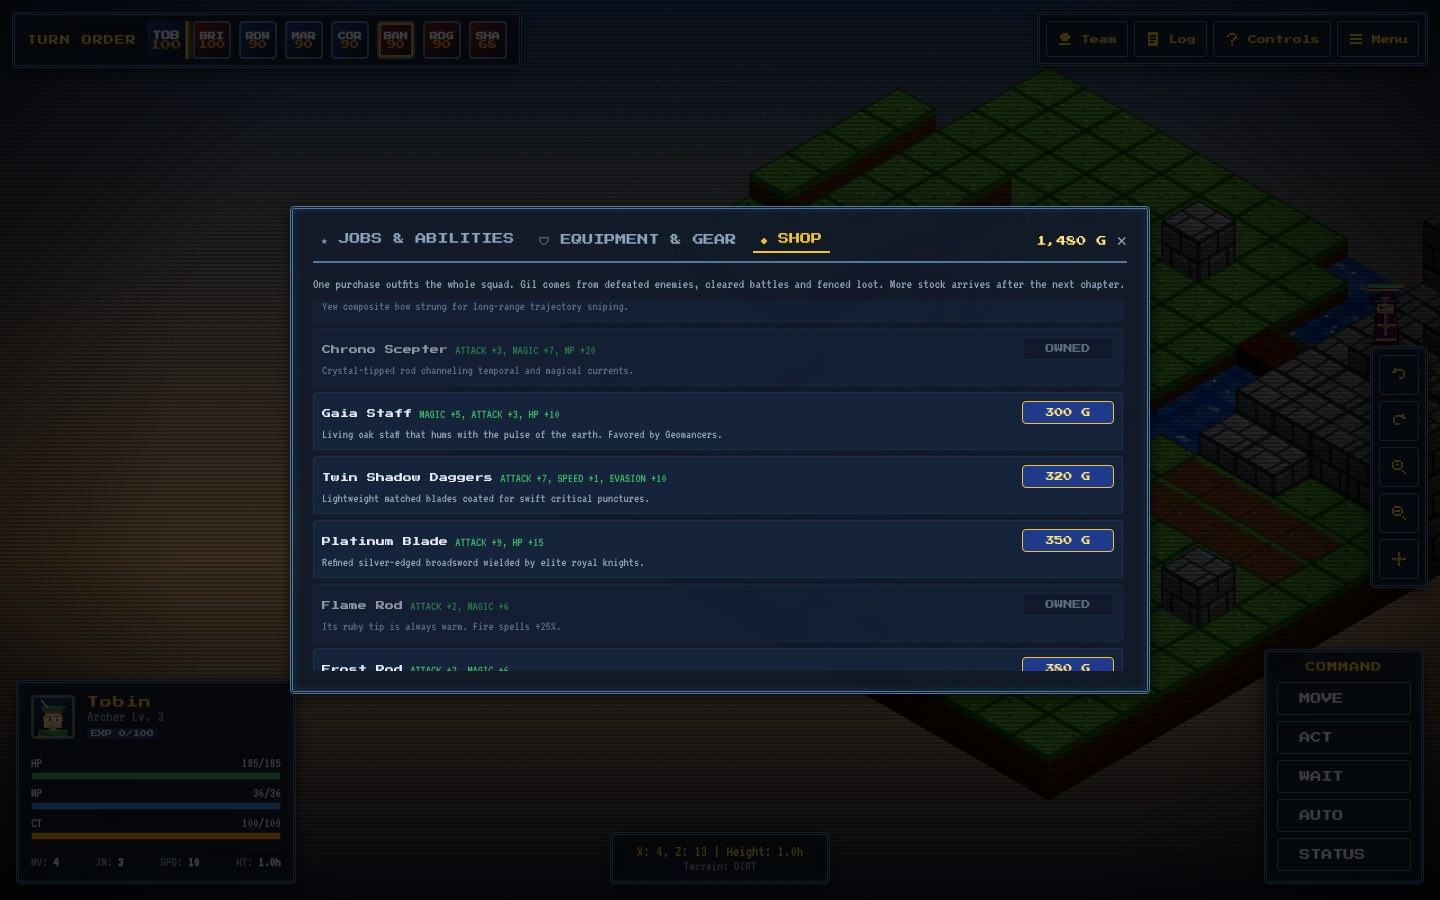 TURN ORDER
TOB 100
BRI 100
ROW 90
MAR 90
COR 90
BAN 90
ROG 90
SHA 68
Team
Log
? Controls
Menu
JOBS & ABILITIES
EQUIPMENT & GEAR
SHOP
1,480 G ×
One purchase outfits the whole squad. Gil comes from defeated enemies, cleared battles and fenced loot. More stock arrives after the next chapter.
Yew composite bow strung for long-range trajectory sniping.
Chrono Scepter ATTACK +3, MAGIC +7, MP +20
OWNED
Crystal-tipped rod channeling temporal and magical currents.
Gaia Staff MAGIC +5, ATTACK +3, HP +10
300 G
Living oak staff that hums with the pulse of the earth. Favored by Geomancers.
Twin Shadow Daggers ATTACK +7, SPEED +1, EVASION +10
320 G
Lightweight matched blades coated for swift critical punctures.
Platinum Blade ATTACK +9, HP +15
350 G
Refined silver-edged broadsword wielded by elite royal knights.
Flame Rod ATTACK +2, MAGIC +6
OWNED
Its ruby tip is always warm. Fire spells +25%.
Frost Rod ATTACK +2, MAGIC +6
380 G
Tobin
Archer Lv. 3
EXP 0/100
HP 185/185
MP 36/36
CT 100/100
MV: 4 JM: 3 SPD: 10 HT: 1.0h
X: 4, Z: 13 | Height: 1.0h
Terrain: DIRT
COMMAND
MOVE
ACT
WAIT
AUTO
STATUS